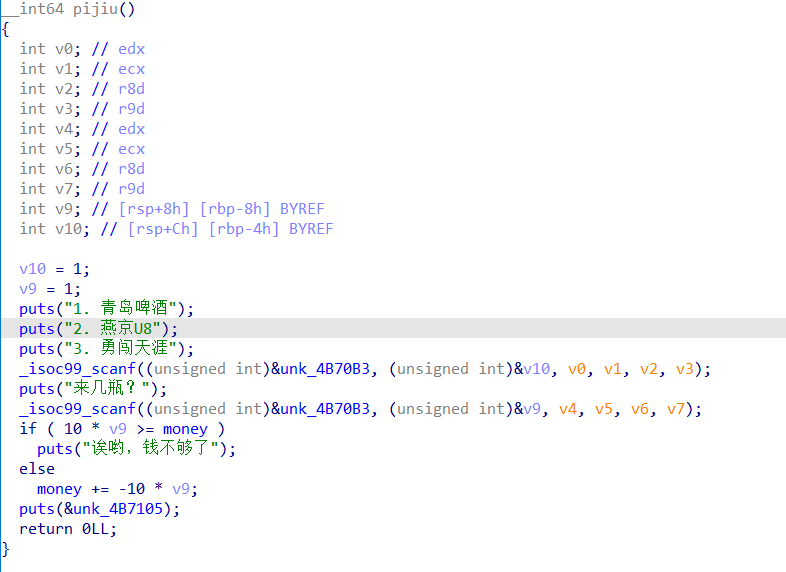 __int64 pijiu()
{
int v0; // edx
int v1; // ecx
int v2; // r8d
int v3; // r9d
int v4; // edx
int v5; // ecx
int v6; // r8d
int v7; // r9d
int v9; // [rsp+8h] [rbp-8h] BYREF
int v10; // [rsp+Ch] [rbp-4h] BYREF
v10 = 1;
v9 = 1;
puts("1. 青岛啤酒");
puts("2. 燕京U8");
puts("3. 勇闯天涯");
_isoc99_scanf((unsigned int)&unk_4B70B3, (unsigned int)&v10, v0, v1, v2, v3);
puts("来几瓶？");
_isoc99_scanf((unsigned int)&unk_4B70B3, (unsigned int)&v9, v4, v5, v6, v7);
if ( 10 * v9 >= money )
puts("诶哟，钱不够了");
else
money += -10 * v9;
puts(&unk_4B7105);
return 0LL;
}